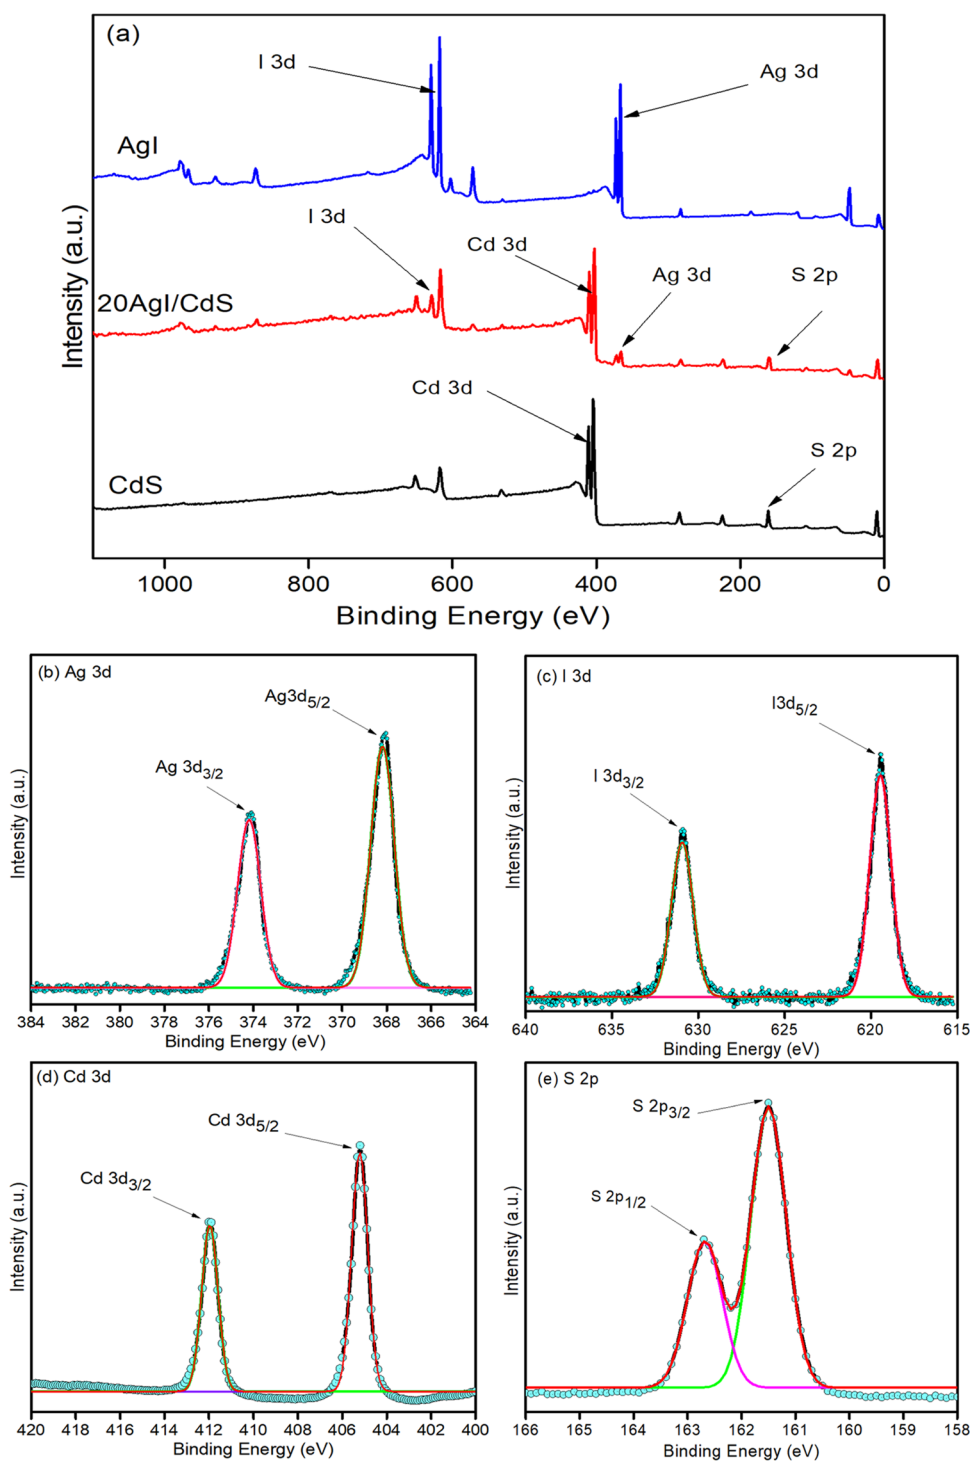 (a)
I 3d
Ag 3d
AgI
I 3d
Cd 3d
Ag 3d
S 2p
20AgI/CdS
Cd 3d
S 2p
CdS
Intensity (a.u.)
1000 800 600 400 200 0
Binding Energy (eV)
(b) Ag 3d
Ag3d5/2
Ag 3d3/2
Intensity (a.u.)
384 382 380 378 376 374 372 370 368 366 364
Binding Energy (eV)
(c) I 3d
I3d5/2
I 3d3/2
Intensity (a.u.)
640 635 630 625 620 615
Binding Energy (eV)
(d) Cd 3d
Cd 3d5/2
Cd 3d3/2
Intensity (a.u.)
420 418 416 414 412 410 408 406 404 402 400
Binding Energy (eV)
(e) S 2p
S 2p3/2
S 2p1/2
Intensity (a.u.)
166 165 164 163 162 161 160 159 158
Binding Energy (eV)